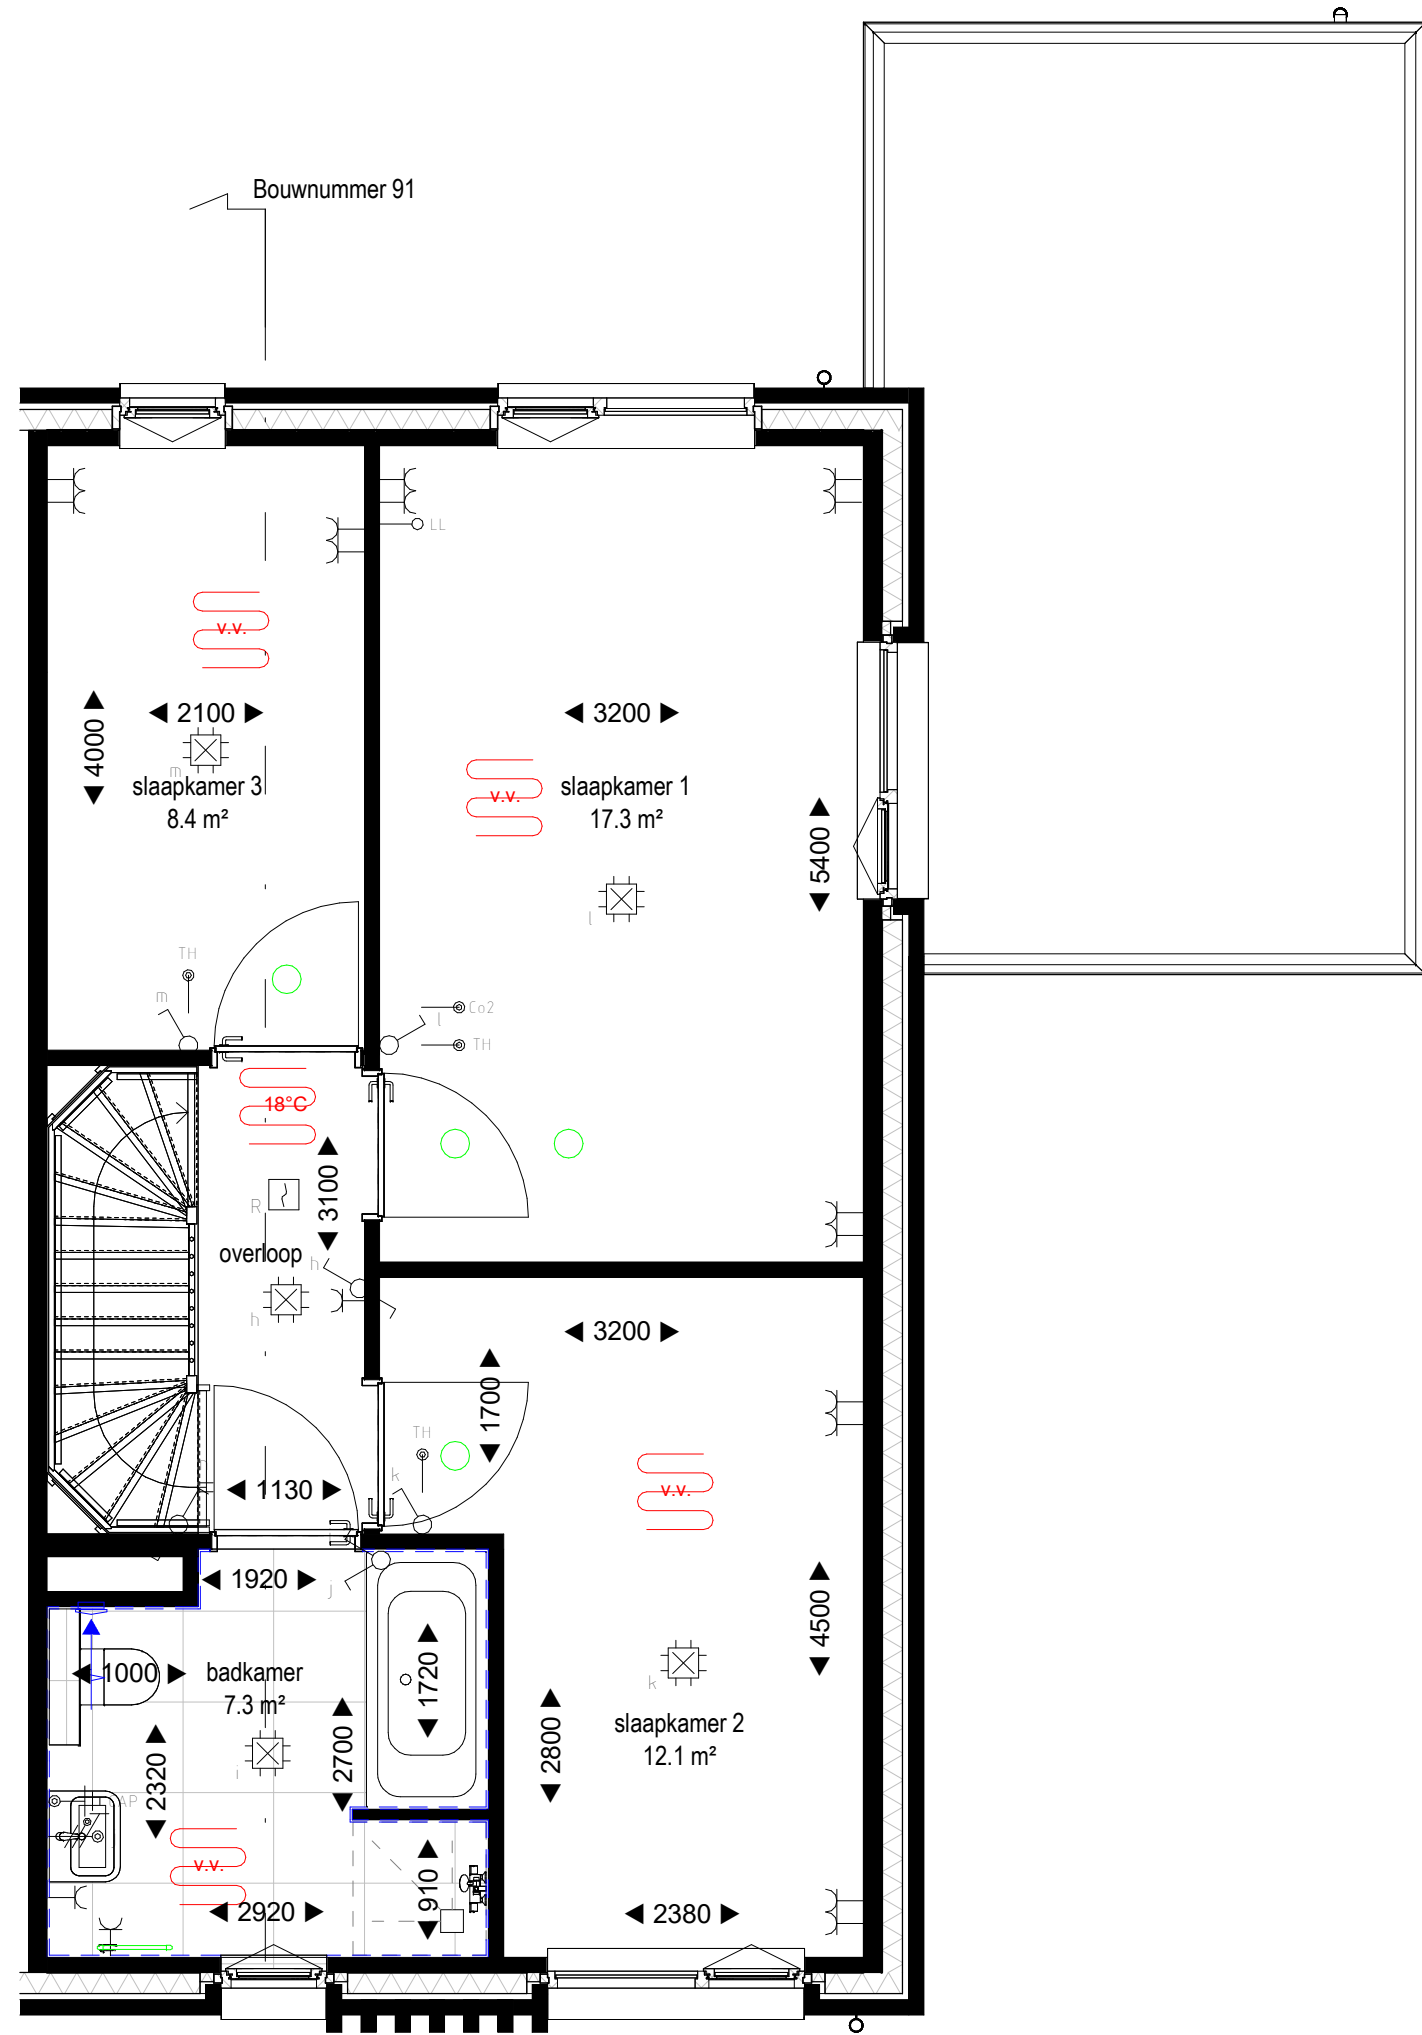 Bouwnummer 91
LL
v.v.
2100
3200
4000
m
slaapkamer 3
8.4 m²
v.v.
slaapkamer 1
17.3 m²
5400
l
TH
m
Co2
l
TH
18°C
3100
R
overloop
h
h
3200
1700
TH
k
v.v.
1130
1920
j
4500
1000
badkamer
7.3 m²
1720
k
slaapkamer 2
12.1 m²
2700
2800
2320
i
CAP
v.v.
910
2920
2380